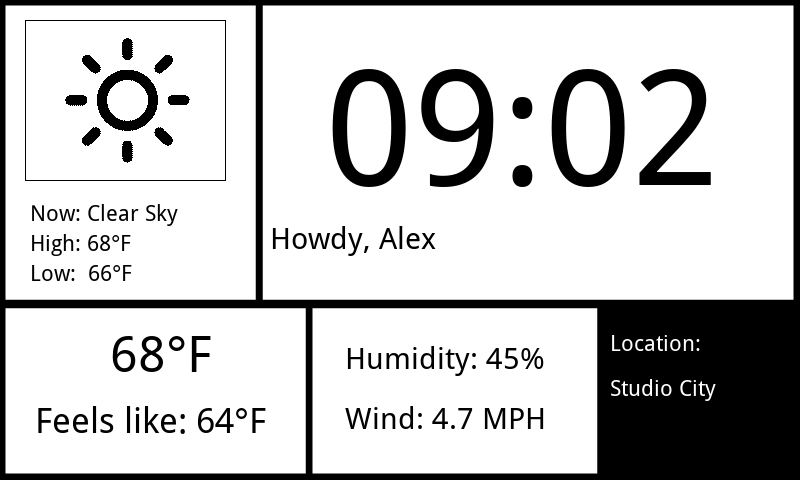 Now: Clear Sky
High: 68°F
Low: 66°F
09:02
Howdy, Alex
68°F
Feels like: 64°F
Humidity: 45%
Wind: 4.7 MPH
Location:
Studio City